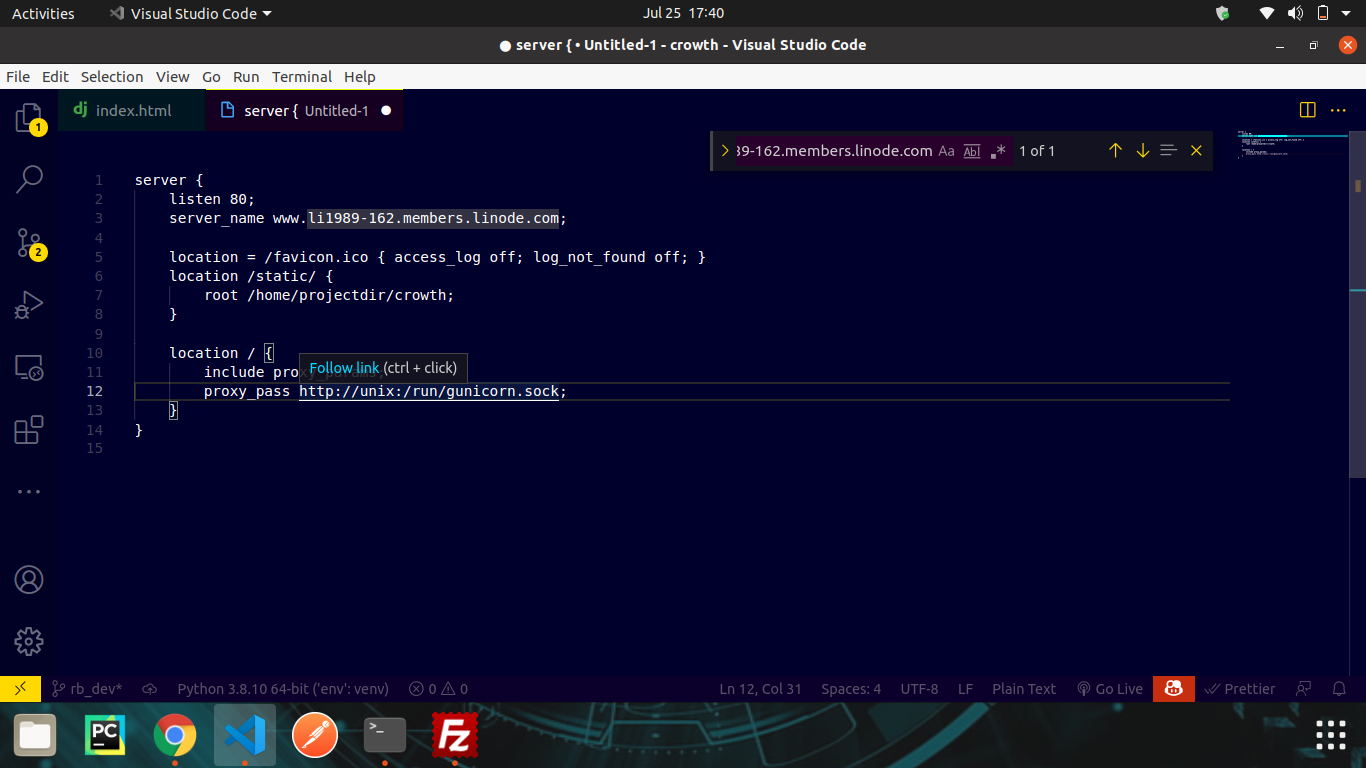 Activities Visual Studio Code Jul 25 17:40
server { • Untitled-1 - crowth - Visual Studio Code
File Edit Selection View Go Run Terminal Help
index.html server { Untitled-1
39-162.members.linode.com Aa Abl .* 1 of 1
1 server {
2 listen 80;
3 server_name www.li1989-162.members.linode.com;
4
5 location = /favicon.ico { access_log off; log_not_found off; }
6 location /static/ {
7 root /home/projectdir/crowth;
8 }
9
10 location / {
Follow link (ctrl + click)
11 include proxy_params;
12 proxy_pass http://unix:/run/gunicorn.sock;
13 }
14 }
15
1
2
rb_dev* Python 3.8.10 64-bit ('env': venv) 0 0 Ln 12, Col 31 Spaces: 4 UTF-8 LF Plain Text Go Live Prettier
PC
Fz